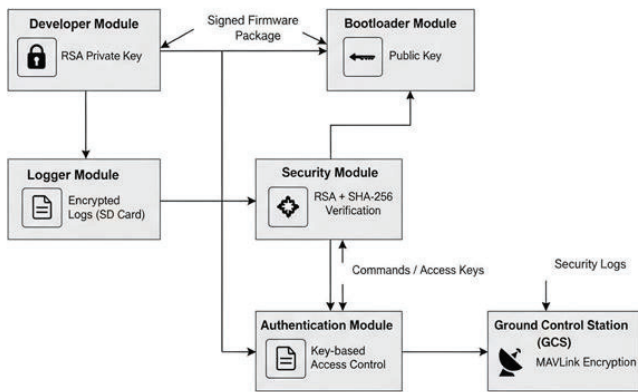 Developer Module
RSA Private Key
Signed Firmware
Package
Bootloader Module
Public Key
Logger Module
Encrypted
Logs (SD Card)
Security Module
RSA + SHA-256
Verification
Commands / Access Keys
Security Logs
Authentication Module
Key-based
Access Control
Ground Control Station
(GCS)
MAVLink Encryption